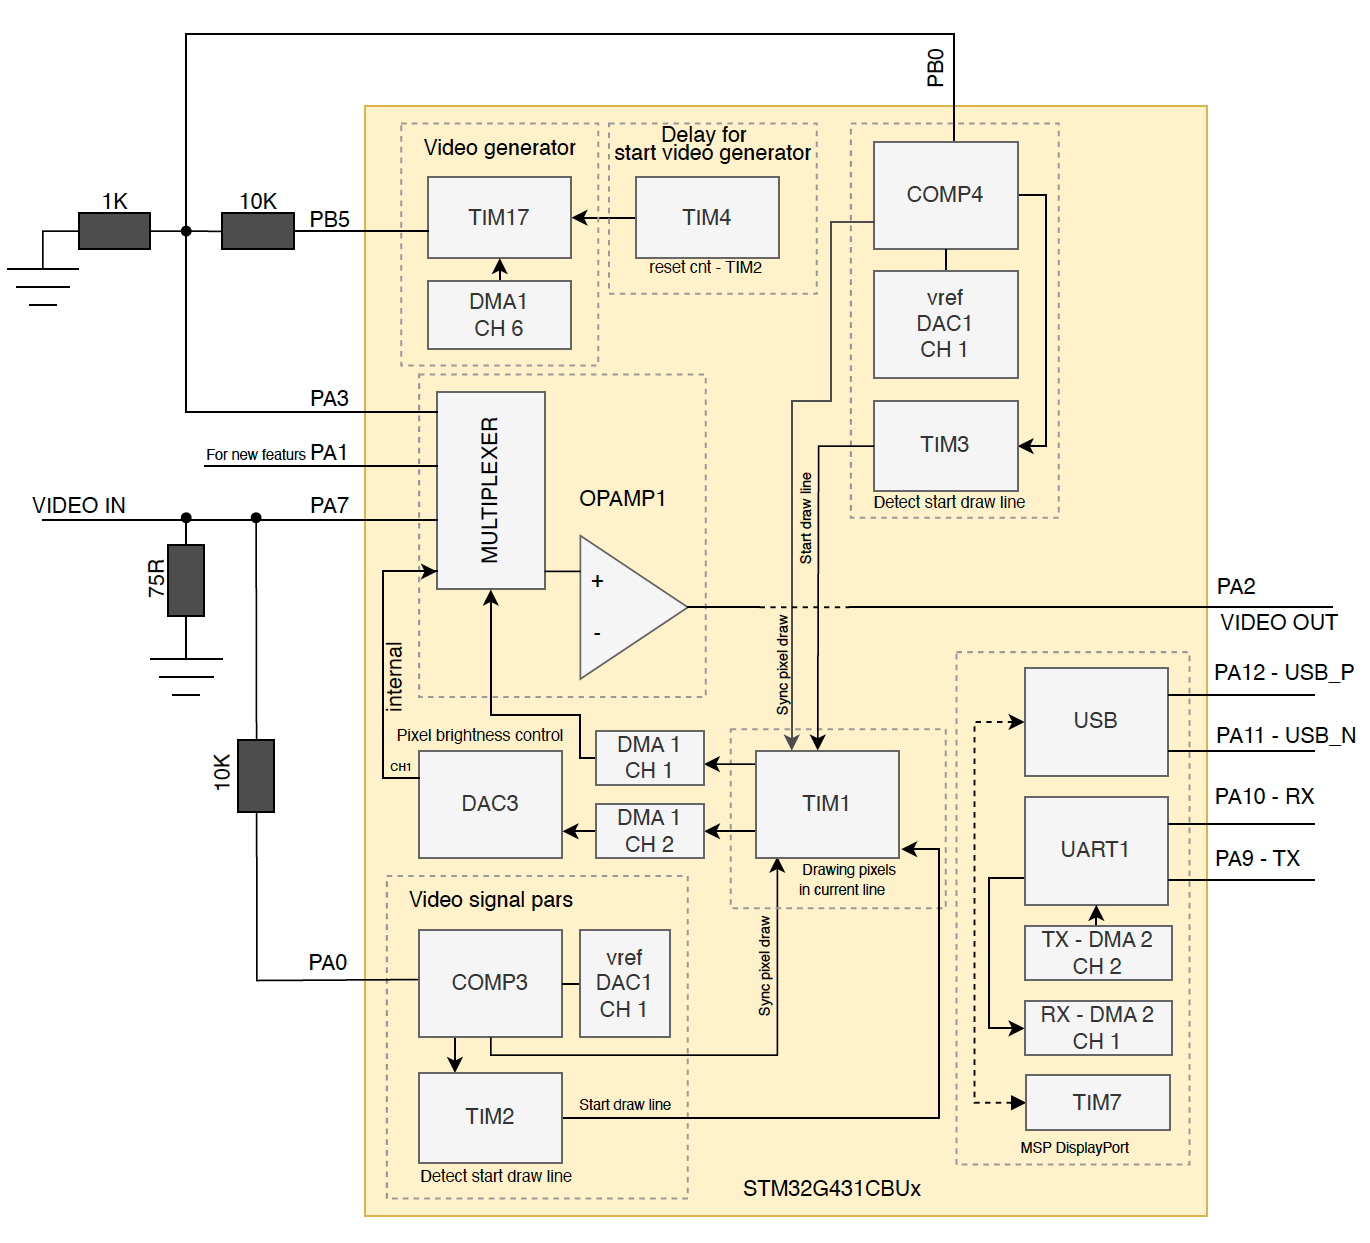 PB0
Video generator
Delay for
start video generator
TIM17
TIM4
reset cnt - TIM2
DMA1
CH 6
COMP4
vref
DAC1
CH 1
TIM3
Detect start draw line
1K
10K
PB5
PA3
For new featurs PA1
VIDEO IN
PA7
75R
10K
MULTIPLEXER
OPAMP1
+
-
internal
Start draw line
Sync pixel draw
PA2
VIDEO OUT
Pixel brightness control
CH1
DAC3
DMA 1
CH 1
DMA 1
CH 2
TIM1
Drawing pixels
in current line
USB
PA12 - USB_P
PA11 - USB_N
UART1
PA10 - RX
PA9 - TX
TX - DMA 2
CH 2
RX - DMA 2
CH 1
TIM7
MSP DisplayPort
Video signal pars
PA0
COMP3
vref
DAC1
CH 1
Sync pixel draw
TIM2
Start draw line
Detect start draw line
STM32G431CBUx